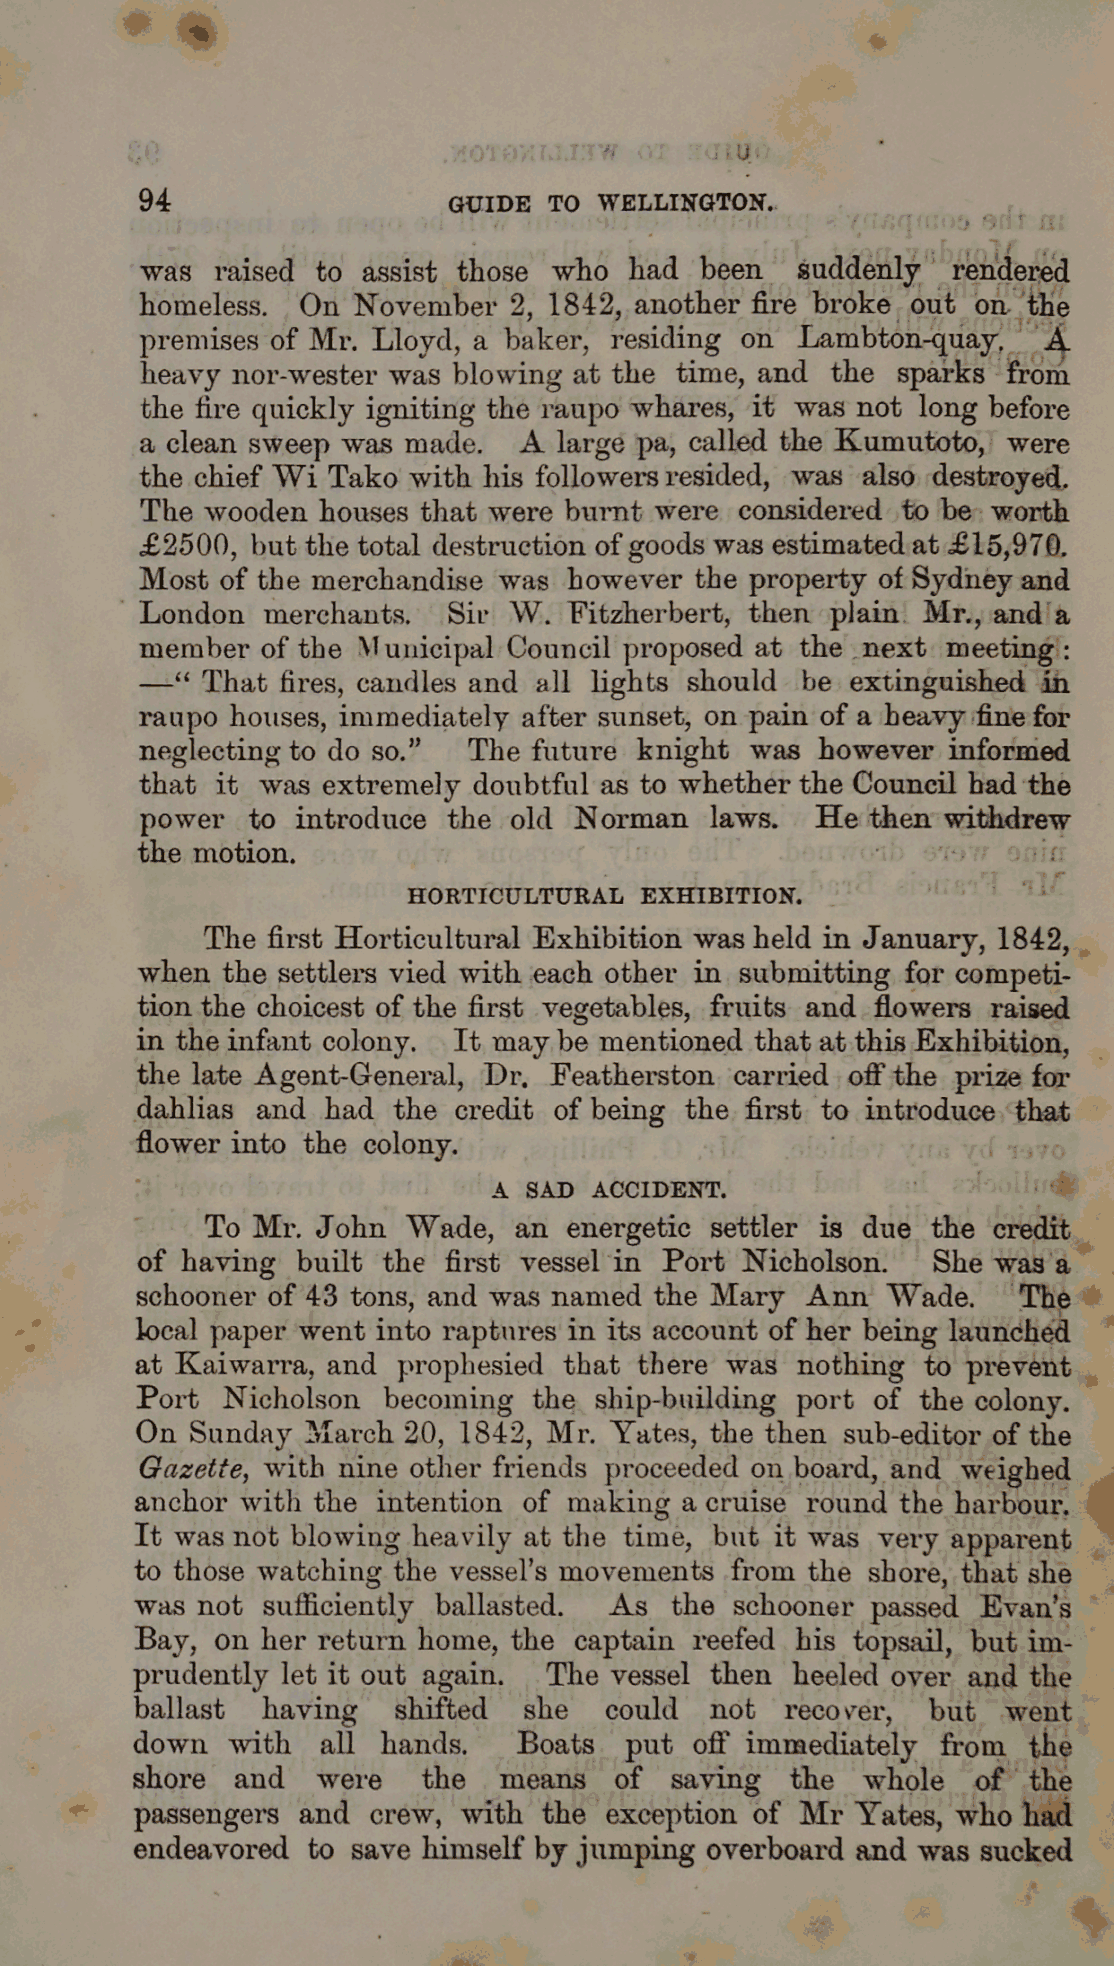 94 GUIDE TO WELLINGTON.
was raised to assist those who had been suddenly rendered
homeless. On November 2, 1842, another fire broke out on the
premises of Mr. Lloyd, a baker, residing on Lambton-quay. A
heavy nor-wester was blowing at the time, and the sparks from
the fire quickly igniting the raupo whares, it was not long before
a clean sweep was made. A large pa, called the Kumutoto, were
the chief Wi Tako with his followers resided, was also destroyed.
The wooden houses that were burnt were considered to be worth
£2500, but the total destruction of goods was estimated at £15,970.
Most of the merchandise was however the property of Sydney and
London merchants. Sir W. Fitzherbert, then plain Mr., and a
member of the Municipal Council proposed at the next meeting:
—“ That fires, candles and all lights should be extinguished in
raupo houses, immediately after sunset, on pain of a heavy fine for
neglecting to do so.” The future knight was however informed
that it was extremely doubtful as to whether the Council had the
power to introduce the old Norman laws. He then withdrew
the motion.
HORTICULTURAL EXHIBITION.
The first Horticultural Exhibition was held in January, 1842,
when the settlers vied with each other in submitting for competi-
tion the choicest of the first vegetables, fruits and flowers raised
in the infant colony. It may be mentioned that at this Exhibition,
the late Agent-General, Dr. Featherston carried off the prize for
dahlias and had the credit of being the first to introduce that
flower into the colony.
A SAD ACCIDENT.
To Mr. John Wade, an energetic settler is due the credit
of having built the first vessel in Port Nicholson. She was a
schooner of 43 tons, and was named the Mary Ann Wade. The
local paper went into raptures in its account of her being launched
at Kaiwarra, and prophesied that there was nothing to prevent
Port Nicholson becoming the ship-building port of the colony.
On Sunday March 20, 1842, Mr. Yates, the then sub-editor of the
Gazette, with nine other friends proceeded on board, and weighed
anchor with the intention of making a cruise round the harbour.
It was not blowing heavily at the time, but it was very apparent
to those watching the vessel's movements from the shore, that she
was not sufficiently ballasted. As the schooner passed Evan's
Bay, on her return home, the captain reefed his topsail, but im-
prudently let it out again. The vessel then heeled over and the
ballast having shifted she could not recover, but went
down with all hands. Boats put off immediately from the
shore and were the means of saving the whole of the
passengers and crew, with the exception of Mr Yates, who had
endeavored to save himself by jumping overboard and was sucked